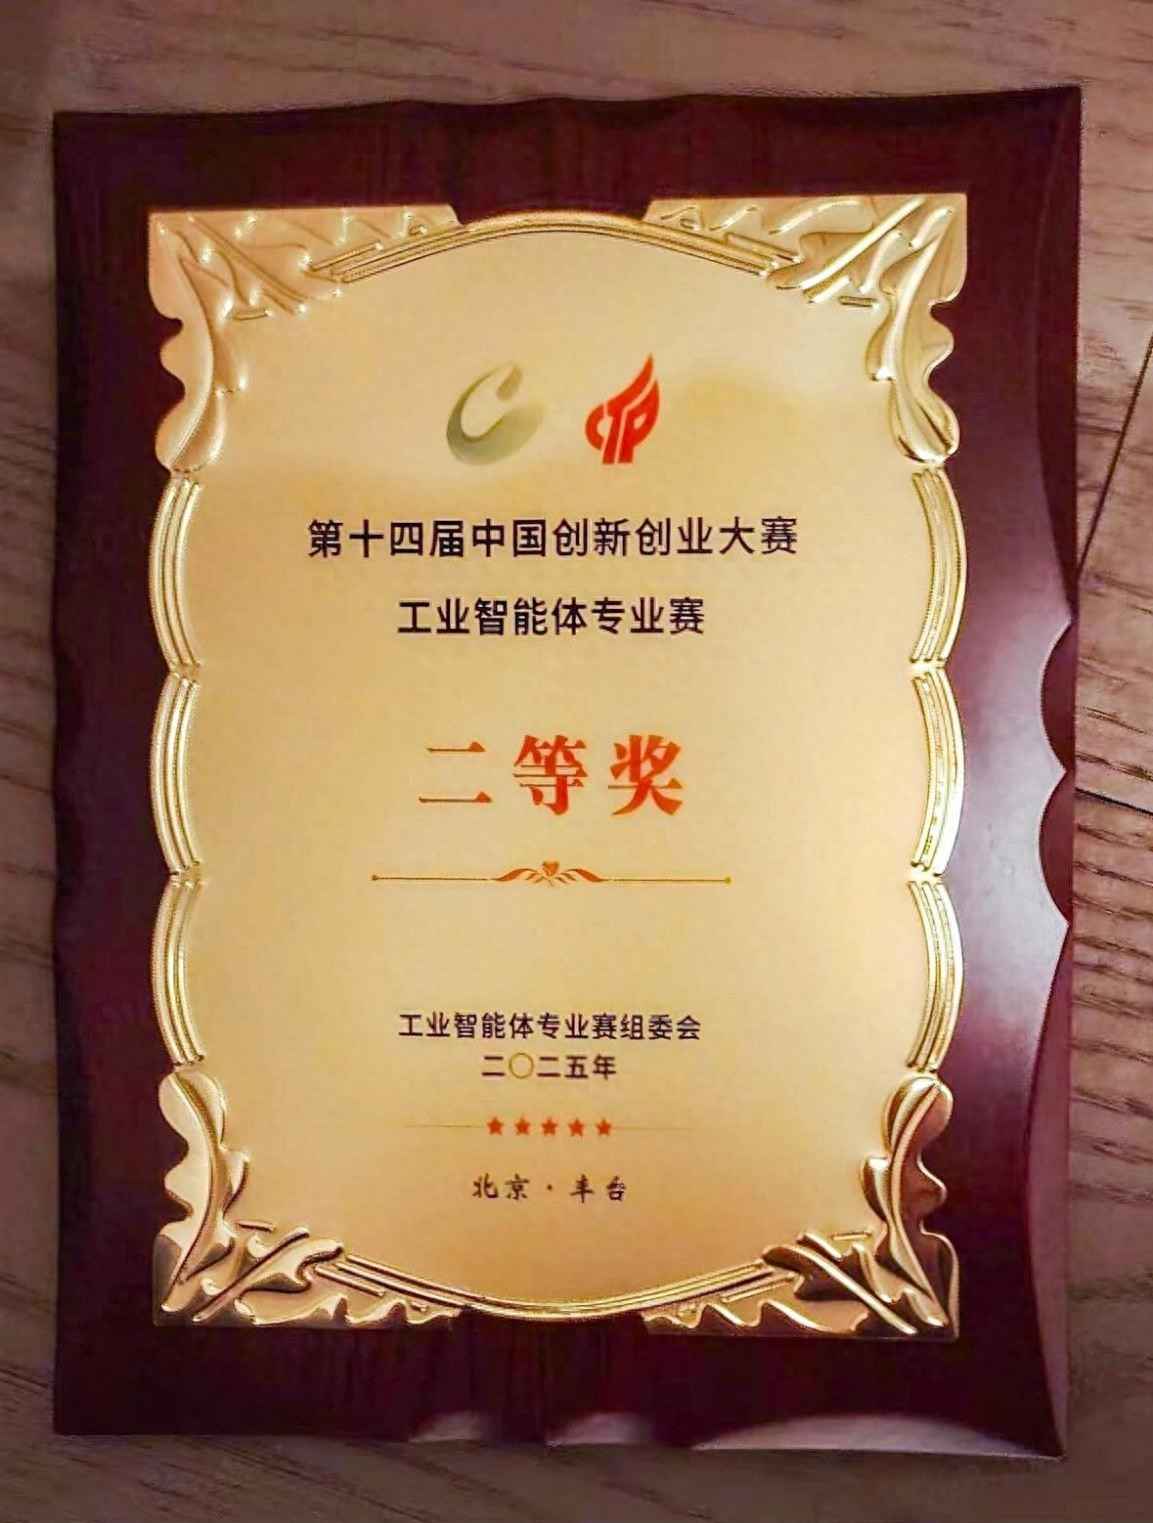 CTP
第十四届中国创新创业大赛
工业智能体专业赛
二等奖
工业智能体专业赛组委会
二〇二五年
北京·丰台